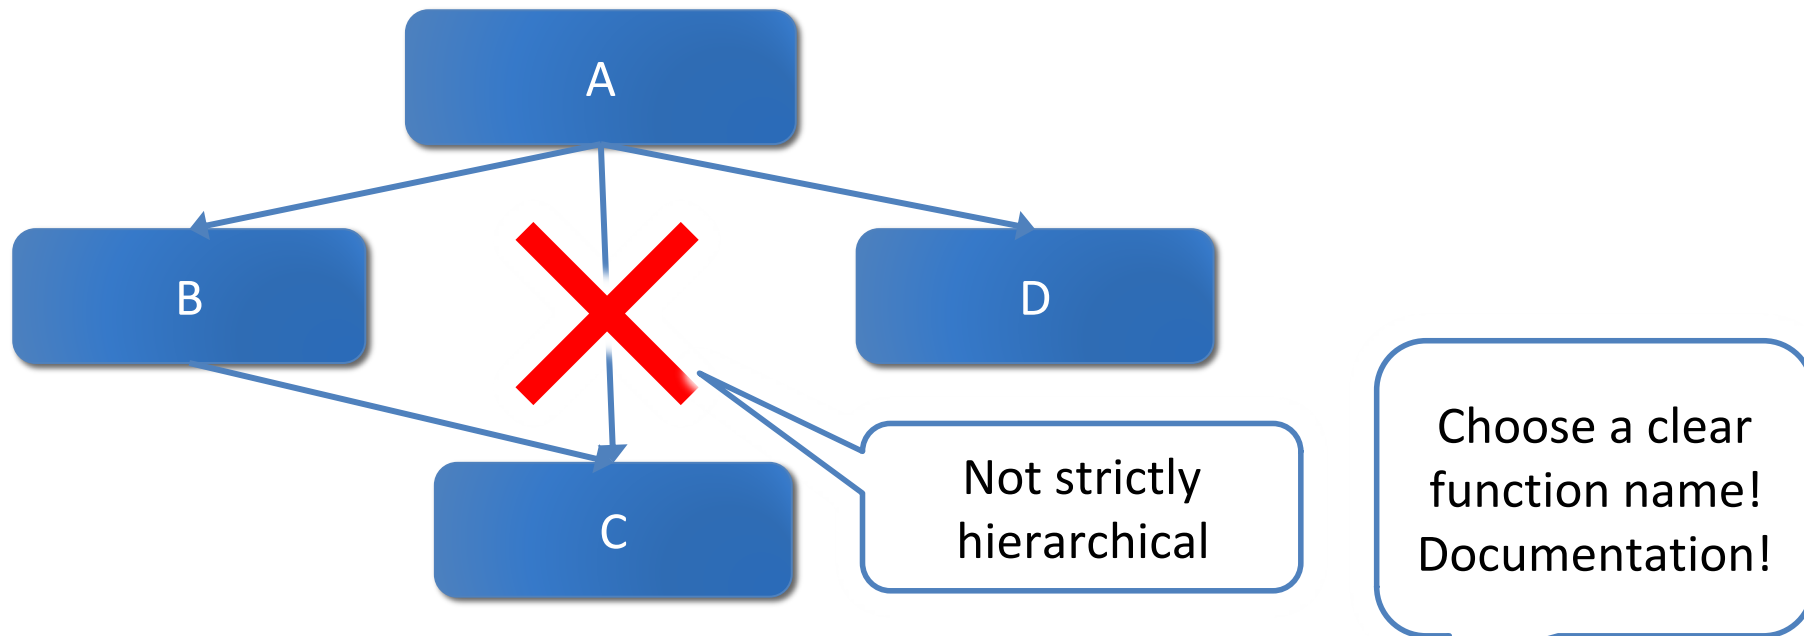 A
B
D
C
Not strictly
hierarchical
Choose a clear
function name!
Documentation!